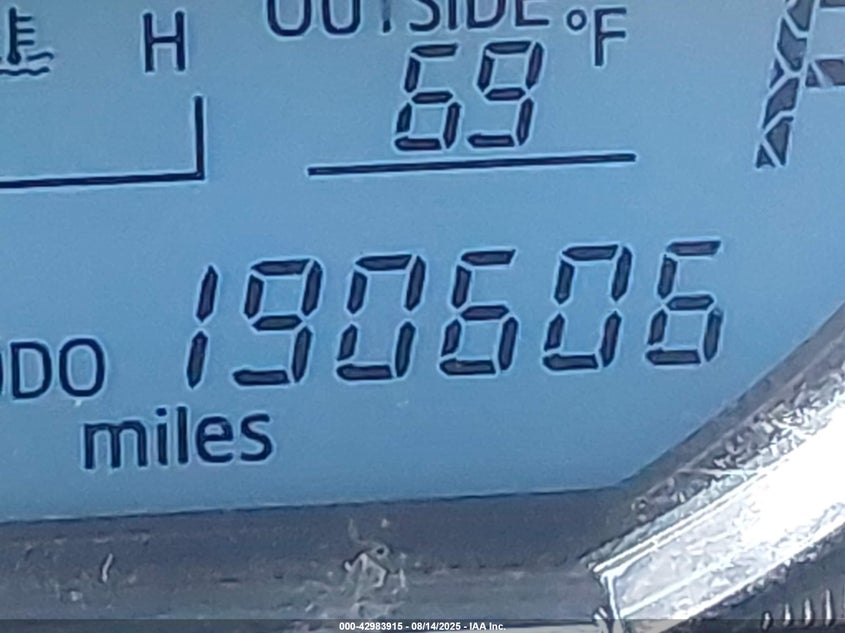 H
OUTSIDE °F
69
ODO 190606
miles
000-42983915 - 08/14/2025 - IAA Inc.